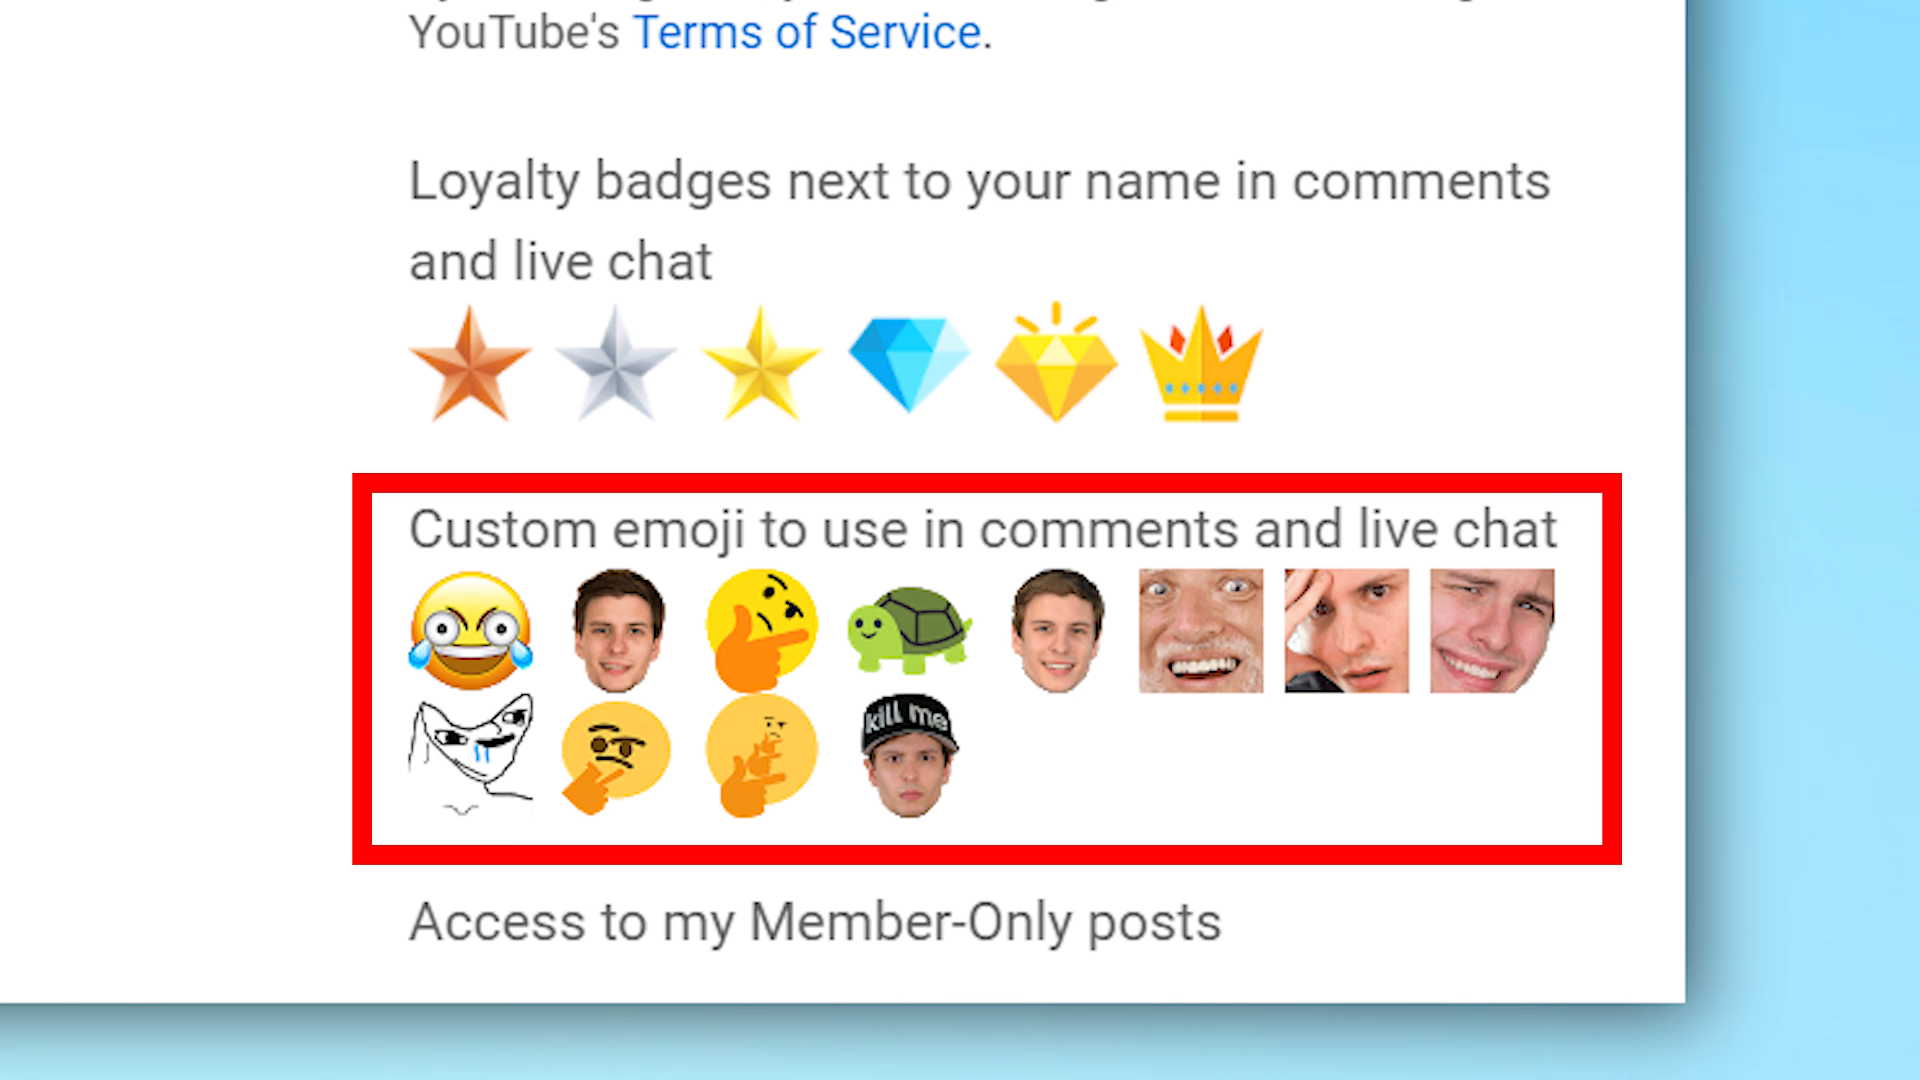 YouTube's Terms of Service.
Loyalty badges next to your name in comments
and live chat
Custom emoji to use in comments and live chat
kill me
Access to my Member-Only posts